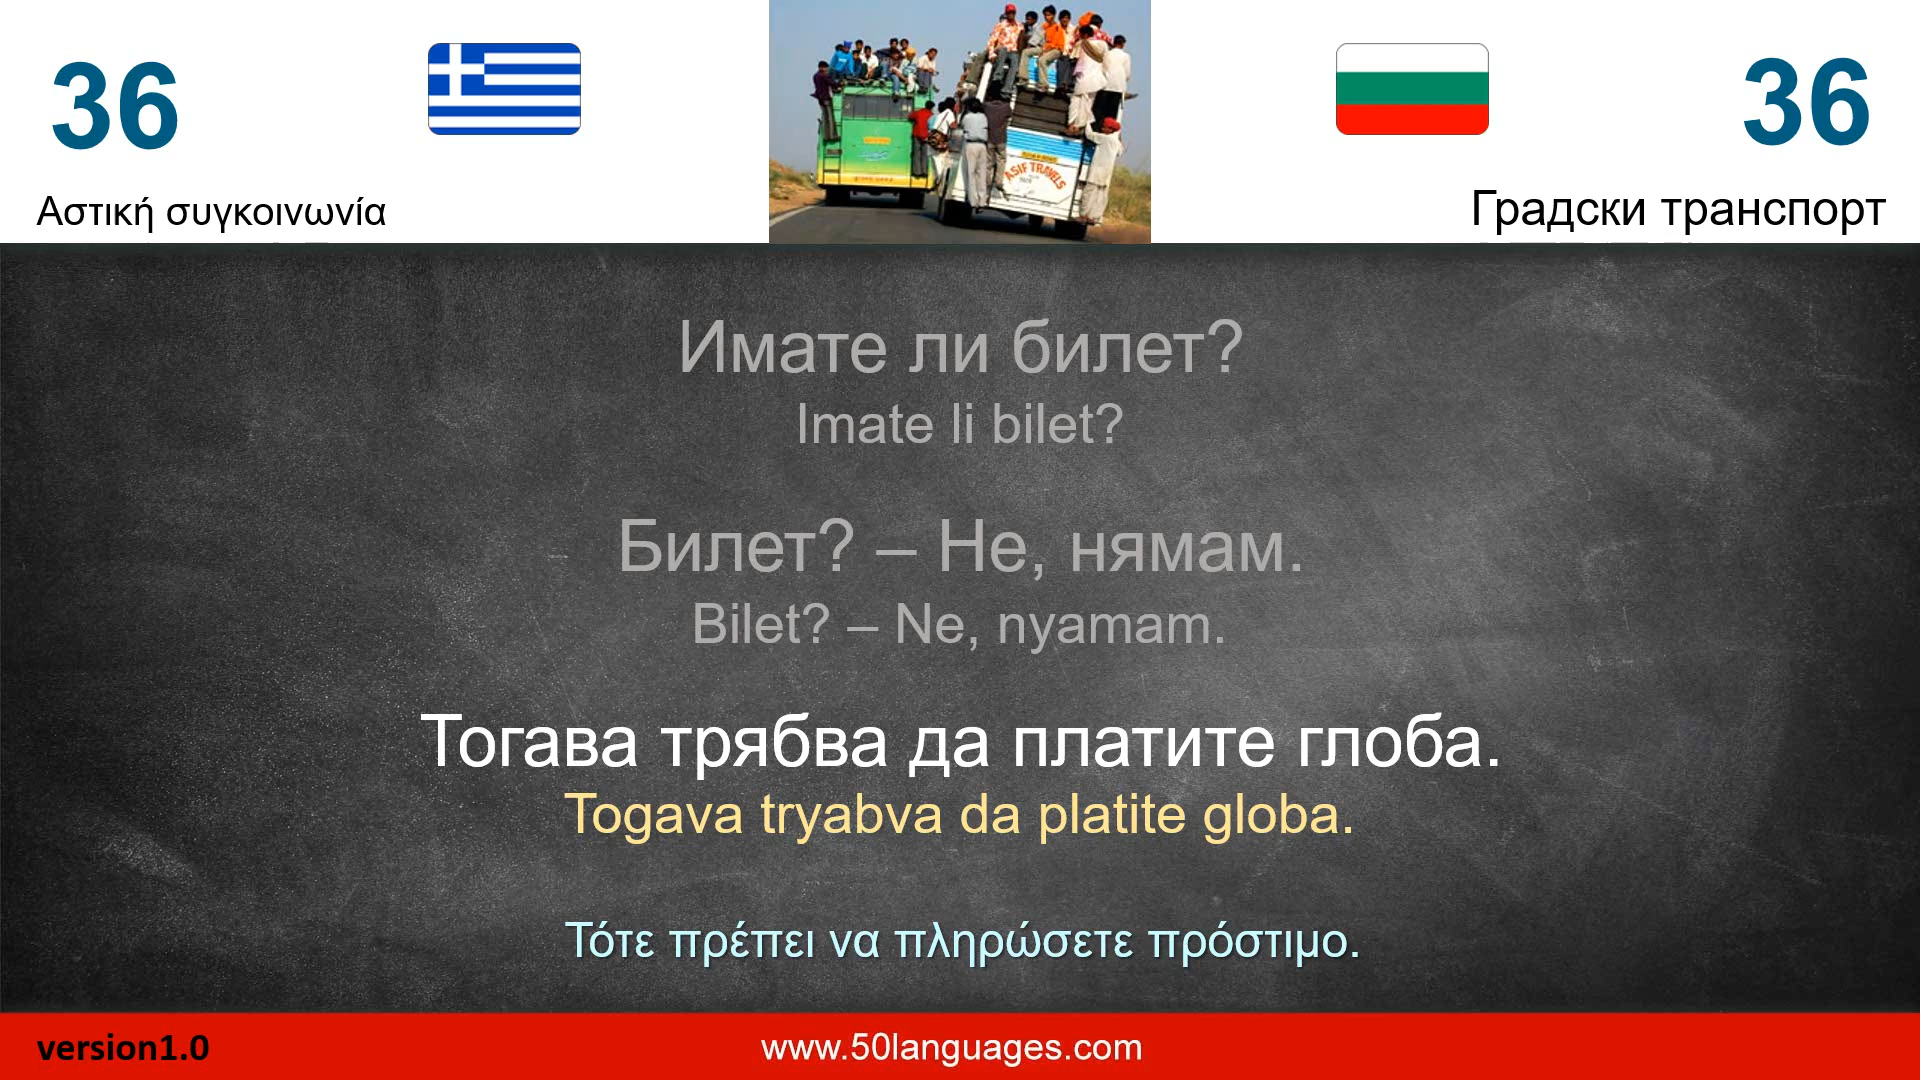 36
36
Αστική συγκοινωνία
ASIF TRAVELS
Градски транспорт
Имате ли билет?
Imate li bilet?
Билет? – Не, нямам.
Bilet? – Ne, nyamam.
Тогава трябва да платите глоба.
Togava tryabva da platite globa.
Τότε πρέπει να πληρώσετε πρόστιμο.
version1.0
www.50languages.com